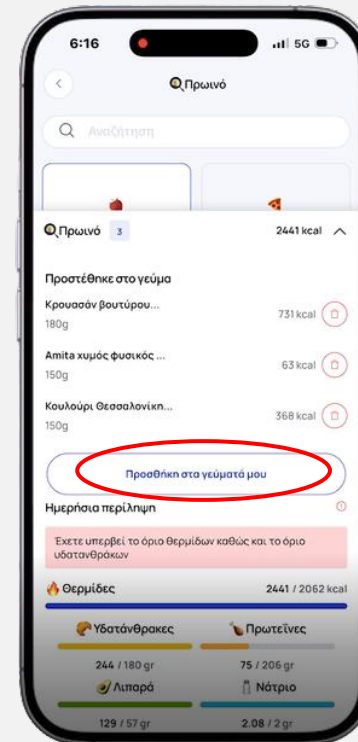 6:16
5G
Πρωινό
Αναζήτηση
Πρωινό 3 2441 kcal
Προστέθηκε στο γεύμα
Κρουασάν βουτύρου...
731 kcal
180g
Amita χυμός φυσικός ...
63 kcal
150g
Κουλούρι Θεσσαλονίκη...
368 kcal
150g
Προσθήκη στα γεύματά μου
Ημερήσια περίληψη
Έχετε υπερβεί το όριο θερμίδων καθώς και το όριο
υδατανθράκων
Θερμίδες 2441 / 2062 kcal
Υδατάνθρακες Πρωτεΐνες
244 / 180 gr 75 / 206 gr
Λιπαρά Νάτριο
129 / 57 gr 2.08 / 2 gr